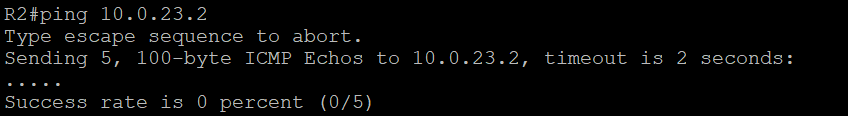 R2#ping 10.0.23.2
Type escape sequence to abort.
Sending 5, 100-byte ICMP Echos to 10.0.23.2, timeout is 2 seconds:
.....
Success rate is 0 percent (0/5)